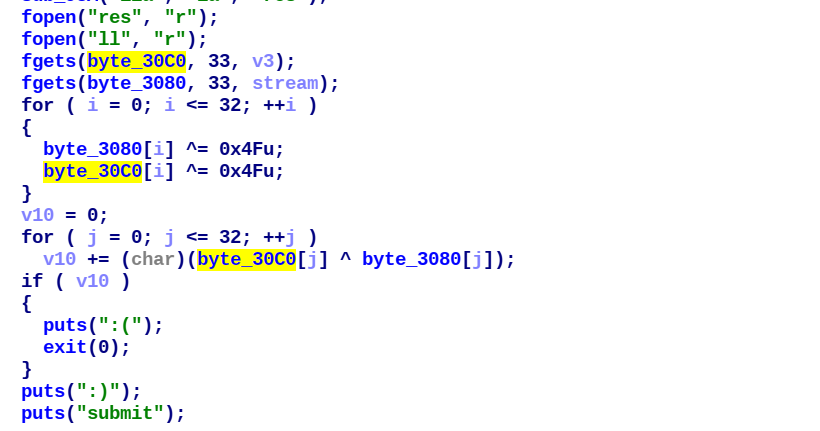 fopen("res", "r");
fopen("ll", "r");
fgets(byte_30C0, 33, v3);
fgets(byte_3080, 33, stream);
for ( i = 0; i <= 32; ++i )
{
byte_3080[i] ^= 0x4Fu;
byte_30C0[i] ^= 0x4Fu;
}
v10 = 0;
for ( j = 0; j <= 32; ++j )
v10 += (char)(byte_30C0[j] ^ byte_3080[j]);
if ( v10 )
{
puts(":(");
exit(0);
}
puts(":)");
puts("submit");